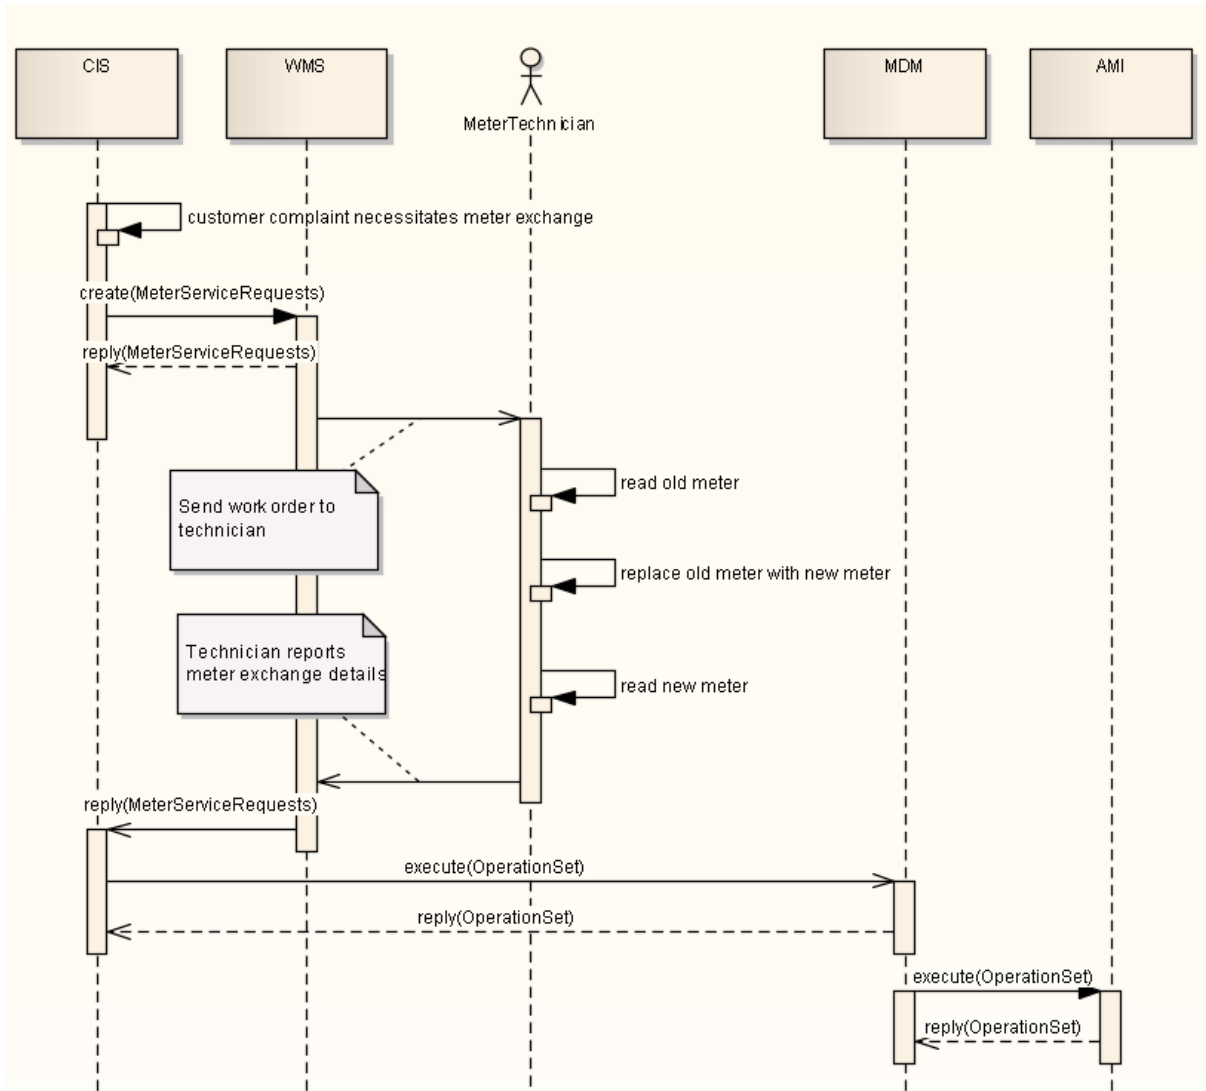 CIS
WMS
MeterTechnician
MDM
AMI
customer complaint necessitates meter exchange
create(MeterServiceRequests)
reply(MeterServiceRequests)
Send work order to
technician
read old meter
replace old meter with new meter
Technician reports
meter exchange details
read new meter
reply(MeterServiceRequests)
execute(OperationSet)
reply(OperationSet)
execute(OperationSet)
reply(OperationSet)